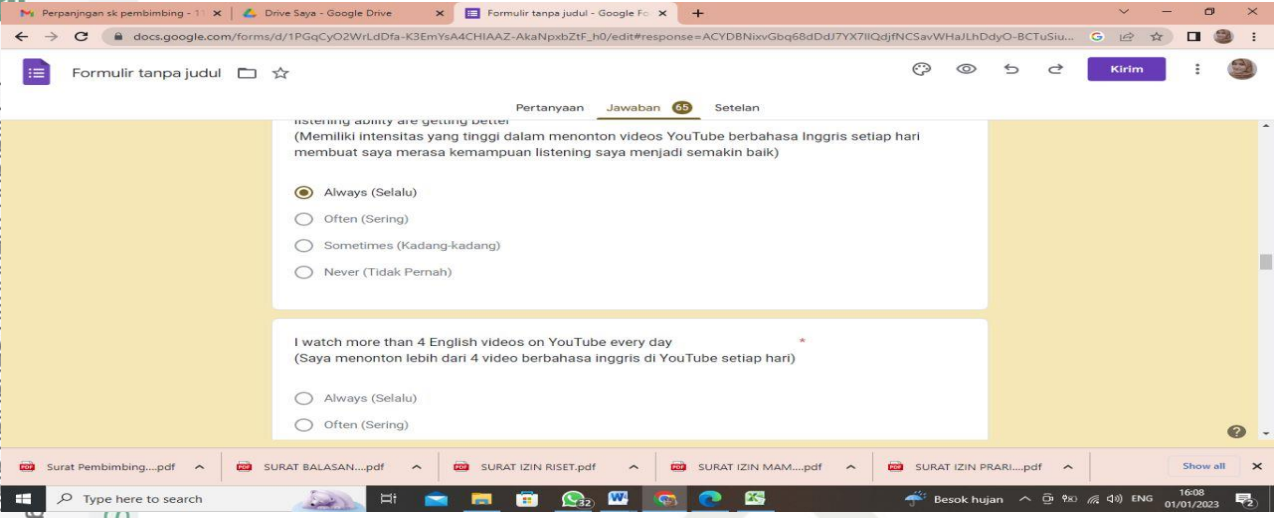 Perpanjngan sk pembimbing - 11
Drive Saya - Google Drive
Formulir tanpa judul - Google Fo
docs.google.com/forms/d/1PGqCyO2WrLdDfa-K3EmYsA4CHIAAZ-AkaNpxbZtF_h0/edit#response=ACYDBNixvGbq68dDdJ7YX7IIQdjfNCSavWHaJLhDdyO-BCTuSiu...
Formulir tanpa judul
Kirim
Pertanyaan Jawaban 65 Setelan
listening ability are getting better
(Memiliki intensitas yang tinggi dalam menonton videos YouTube berbahasa Inggris setiap hari
membuat saya merasa kemampuan listening saya menjadi semakin baik)
Always (Selalu)
Often (Sering)
Sometimes (Kadang-kadang)
Never (Tidak Pernah)
I watch more than 4 English videos on YouTube every day *
(Saya menonton lebih dari 4 video berbahasa inggris di YouTube setiap hari)
Always (Selalu)
Often (Sering)
Surat Pembimbing....pdf
SURAT BALASAN....pdf
SURAT IZIN RISET.pdf
SURAT IZIN MAM....pdf
SURAT IZIN PRARI....pdf
Show all
Type here to search
32
Besok hujan
ENG
16:08
01/01/2023
2